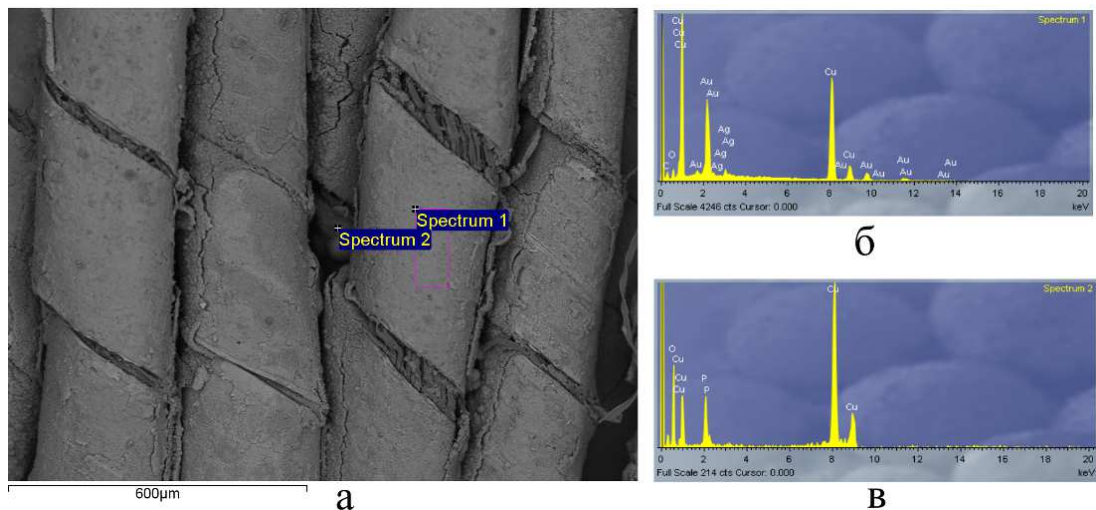 Spectrum 1
Spectrum 2
600µm
а
Spectrum 1
Cu
Cu
Cu
Cu
Au
Au
Ag
Ag
Ag
Ag
O
C
Au
Au
Cu
Au
Au
Au
Au
Au
Au
0 2 4 6 8 10 12 14 16 18 20
Full Scale 4246 cts Cursor: 0.000
keV
б
Spectrum 2
Cu
O
Cu
Cu
Cu
P
P
Cu
0 2 4 6 8 10 12 14 16 18 20
Full Scale 214 cts Cursor: 0.000
keV
в